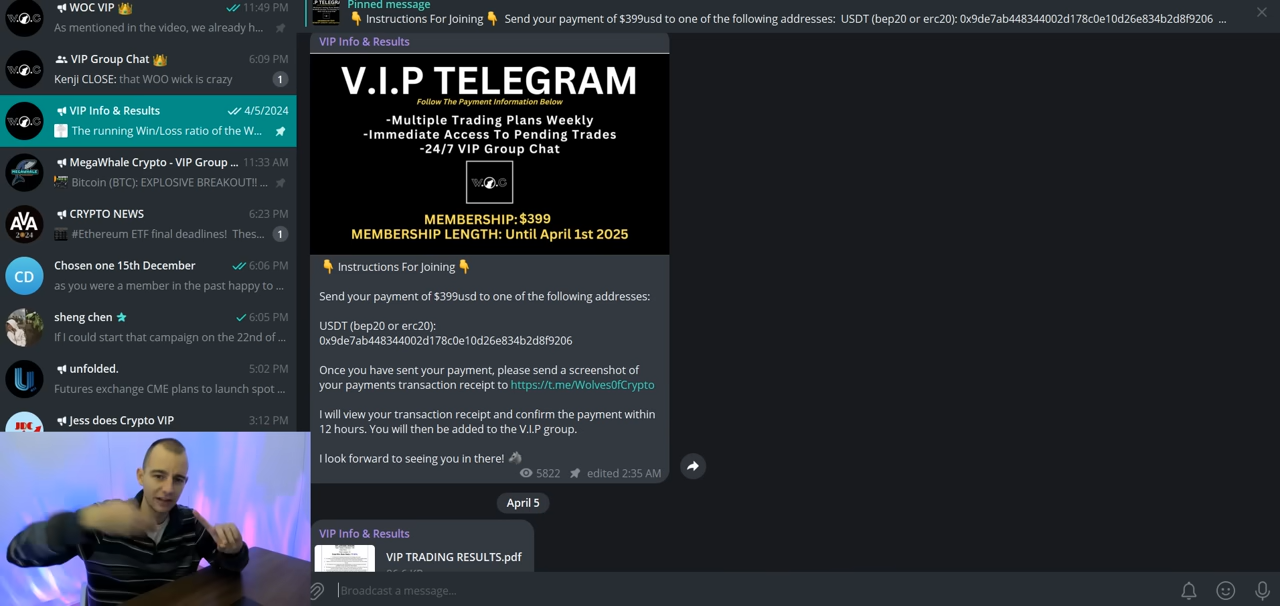 WOC VIP 👑 11:49 PM
As mentioned in the video, we already h...
VIP Group Chat 👑 6:09 PM
Kenji CLOSE: that WOO wick is crazy 1
VIP Info & Results 4/5/2024
The running Win/Loss ratio of the W...
MegaWhale Crypto - VIP Group ... 11:33 AM
Bitcoin (BTC): EXPLOSIVE BREAKOUT!! ...
CRYPTO NEWS 6:23 PM
#Ethereum ETF final deadlines! Thes... 1
AVA
2024
Chosen one 15th December 6:06 PM
CD
as you were a member in the past happy to ...
sheng chen 6:05 PM
If I could start that campaign on the 22nd of ...
unfolded. 5:02 PM
Futures exchange CME plans to launch spot ...
Jess does Crypto VIP 3:12 PM
JDC
Pinned message
👇 Instructions For Joining 👇 Send your payment of $399usd to one of the following addresses: USDT (bep20 or erc20): 0x9de7ab448344002d178c0e10d26e834b2d8f9206 ...
VIP Info & Results
V.I.P TELEGRAM
Follow The Payment Information Below
-Multiple Trading Plans Weekly
-Immediate Access To Pending Trades
-24/7 VIP Group Chat
MEMBERSHIP: $399
MEMBERSHIP LENGTH: Until April 1st 2025
👇 Instructions For Joining 👇
Send your payment of $399usd to one of the following addresses:
USDT (bep20 or erc20):
0x9de7ab448344002d178c0e10d26e834b2d8f9206
Once you have sent your payment, please send a screenshot of
your payments transaction receipt to https://t.me/Wolves0fCrypto
I will view your transaction receipt and confirm the payment within
12 hours. You will then be added to the V.I.P group.
I look forward to seeing you in there! 🐺
5822 edited 2:35 AM
April 5
VIP Info & Results
VIP TRADING RESULTS.pdf
Broadcast a message...